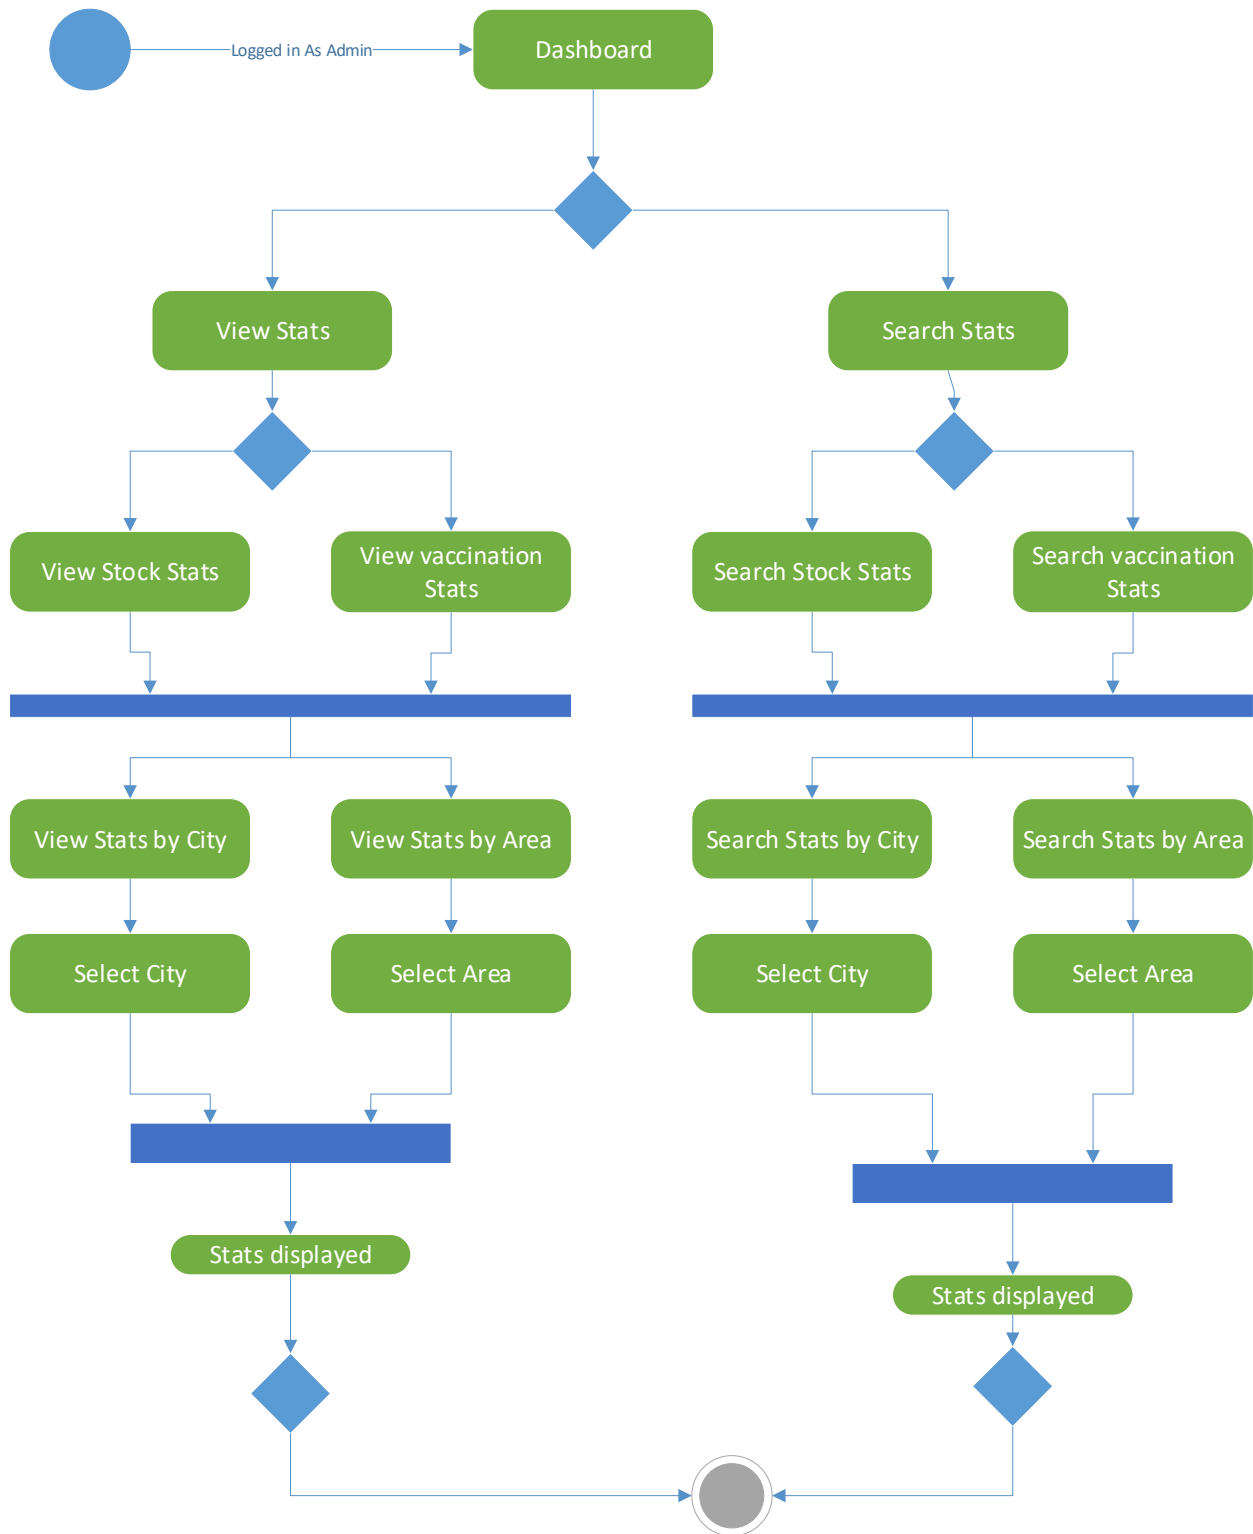 Logged in As Admin
Dashboard
View Stats
Search Stats
View Stock Stats
View vaccination
Stats
Search Stock Stats
Search vaccination
Stats
View Stats by City
View Stats by Area
Search Stats by City
Search Stats by Area
Select City
Select Area
Select City
Select Area
Stats displayed
Stats displayed